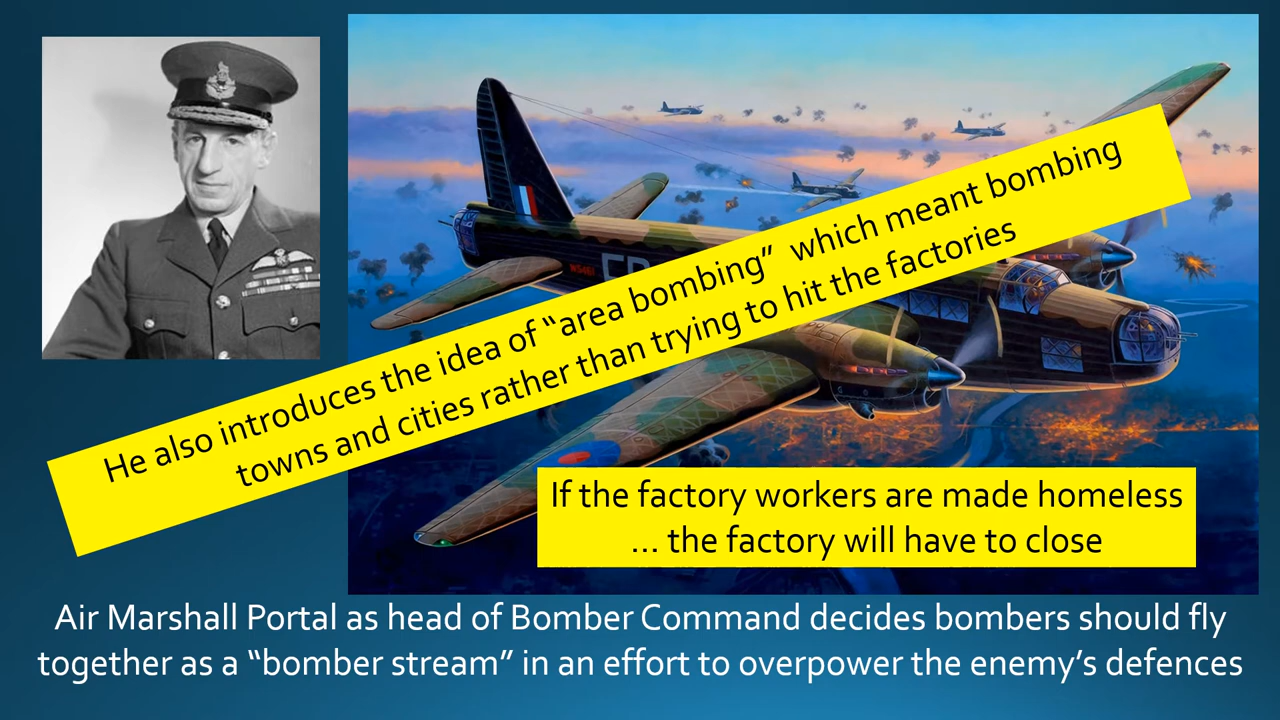 He also introduces the idea of “area bombing”  which meant bombing
towns and cities rather than trying to hit the factories
If the factory workers are made homeless
... the factory will have to close
Air Marshall Portal as head of Bomber Command decides bombers should fly
together as a “bomber stream” in an effort to overpower the enemy’s defences